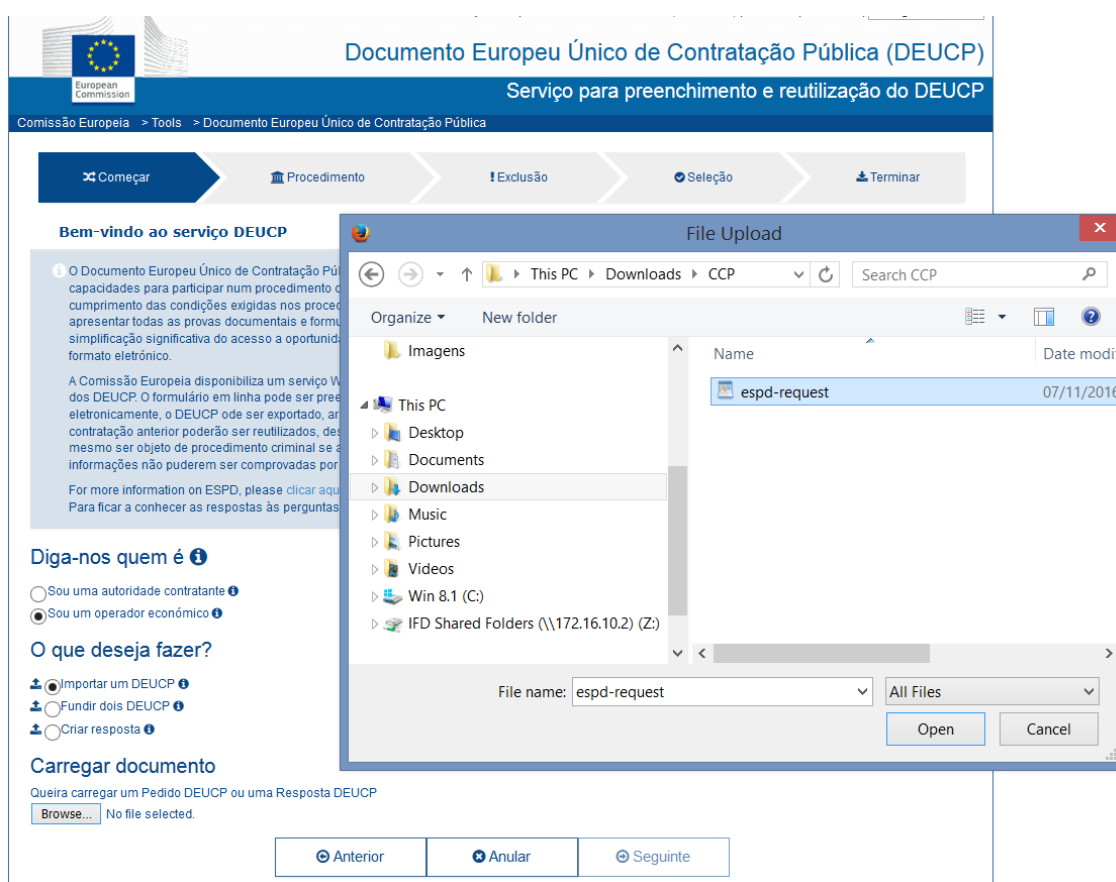 Documento Europeu Único de Contratação Pública (DEUCP)
European
Commission
Serviço para preenchimento e reutilização do DEUCP
Comissão Europeia > Tools > Documento Europeu Único de Contratação Pública
Começar
Procedimento
Exclusão
Seleção
Terminar
Bem-vindo ao serviço DEUCP
O Documento Europeu Único de Contratação Púl
capacidades para participar num procedimento
cumprimento das condições exigidas nos proced
apresentar todas as provas documentais e formu
simplificação significativa do acesso a oportunida
formato eletrónico.
A Comissão Europeia disponibiliza um serviço W
dos DEUCP. O formulário em linha pode ser pree
eletronicamente, o DEUCP ode ser exportado, ar
contratação anterior poderão ser reutilizados, des
mesmo ser objeto de procedimento criminal se a
informações não puderem ser comprovadas por
For more information on ESPD, please clicar aqu
Para ficar a conhecer as respostas às perguntas
Diga-nos quem é
Sou uma autoridade contratante
Sou um operador económico
O que deseja fazer?
Importar um DEUCP
Fundir dois DEUCP
Criar resposta
Carregar documento
Queira carregar um Pedido DEUCP ou uma Resposta DEUCP
Browse... No file selected.
Anterior
Anular
Seguinte
File Upload
This PC Downloads CCP
Search CCP
Organize New folder
Imagens
This PC
Desktop
Documents
Downloads
Music
Pictures
Videos
Win 8.1 (C:)
IFD Shared Folders (\\172.16.10.2) (Z:)
Name Date modi
espd-request 07/11/2016
File name: espd-request
All Files
Open
Cancel